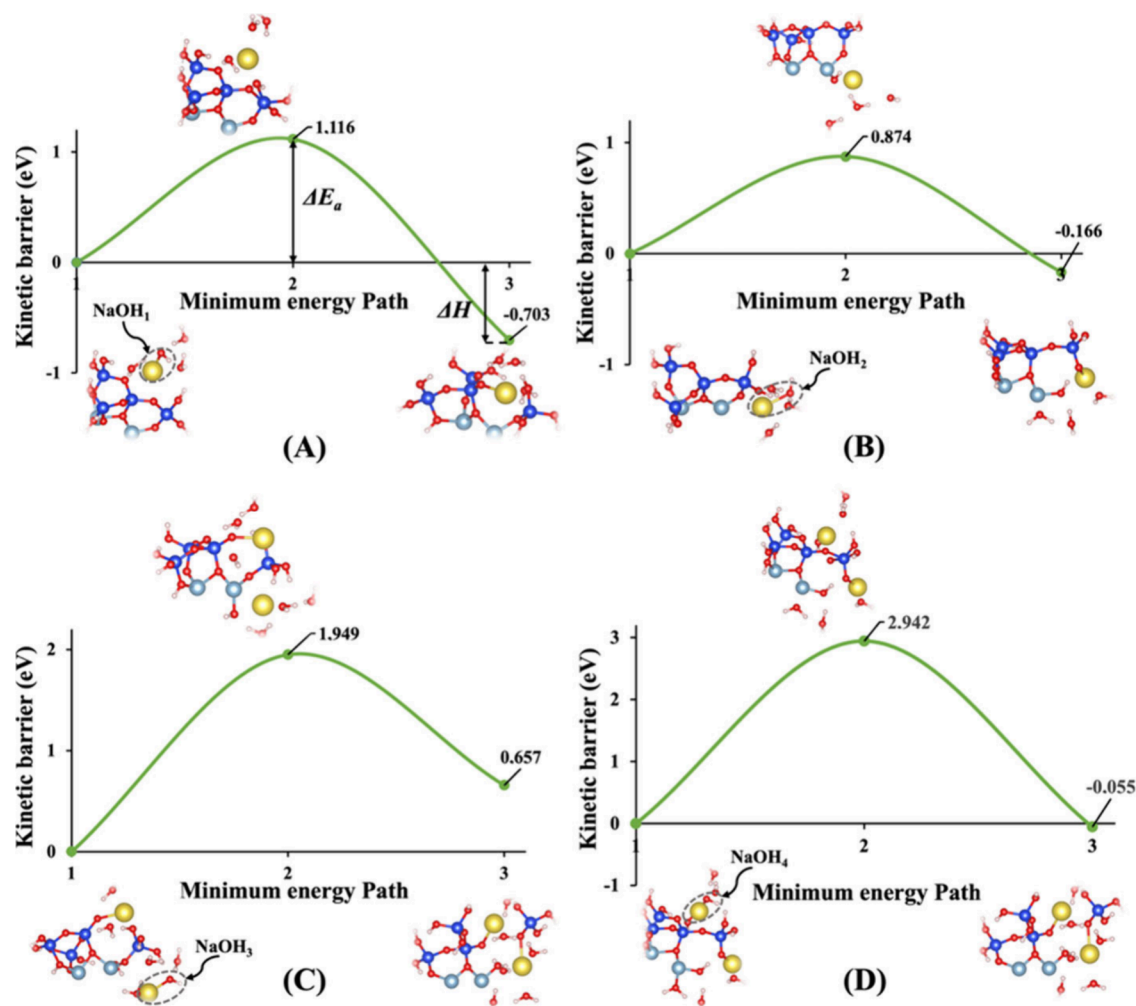 Kinetic barrier (eV)
1
0
-1
1.116
ΔEₐ
1
2
3
Minimum energy Path
ΔH
-0.703
NaOH₁
(A)
Kinetic barrier (eV)
1
0
-1
0.874
-0.166
1
2
3
Minimum energy Path
NaOH₂
(B)
Kinetic barrier (eV)
2
1
0
1.949
0.657
1
2
3
Minimum energy Path
NaOH₃
(C)
Kinetic barrier (eV)
3
2
1
0
-1
2.942
-0.055
1
2
3
NaOH₄
Minimum energy Path
(D)